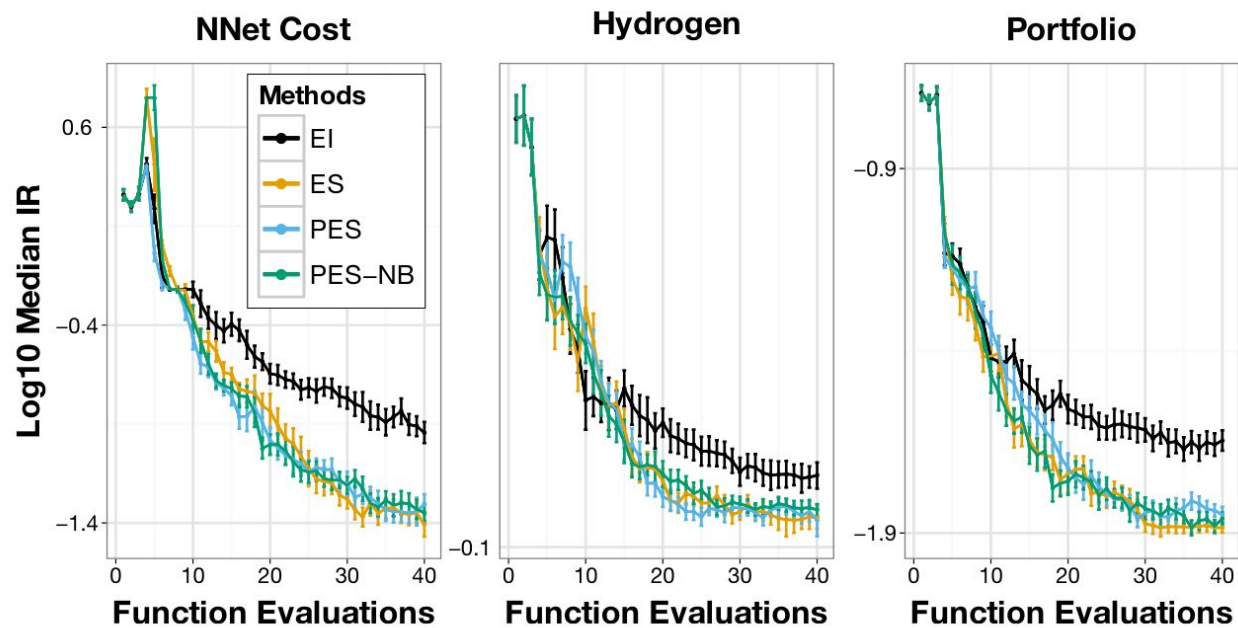 NNet Cost
Hydrogen
Portfolio
Log10 Median IR
0.6
−0.4
−1.4
Methods
EI
ES
PES
PES−NB
−0.1
−0.9
−1.9
0 10 20 30 40
0 10 20 30 40
0 10 20 30 40
Function Evaluations
Function Evaluations
Function Evaluations